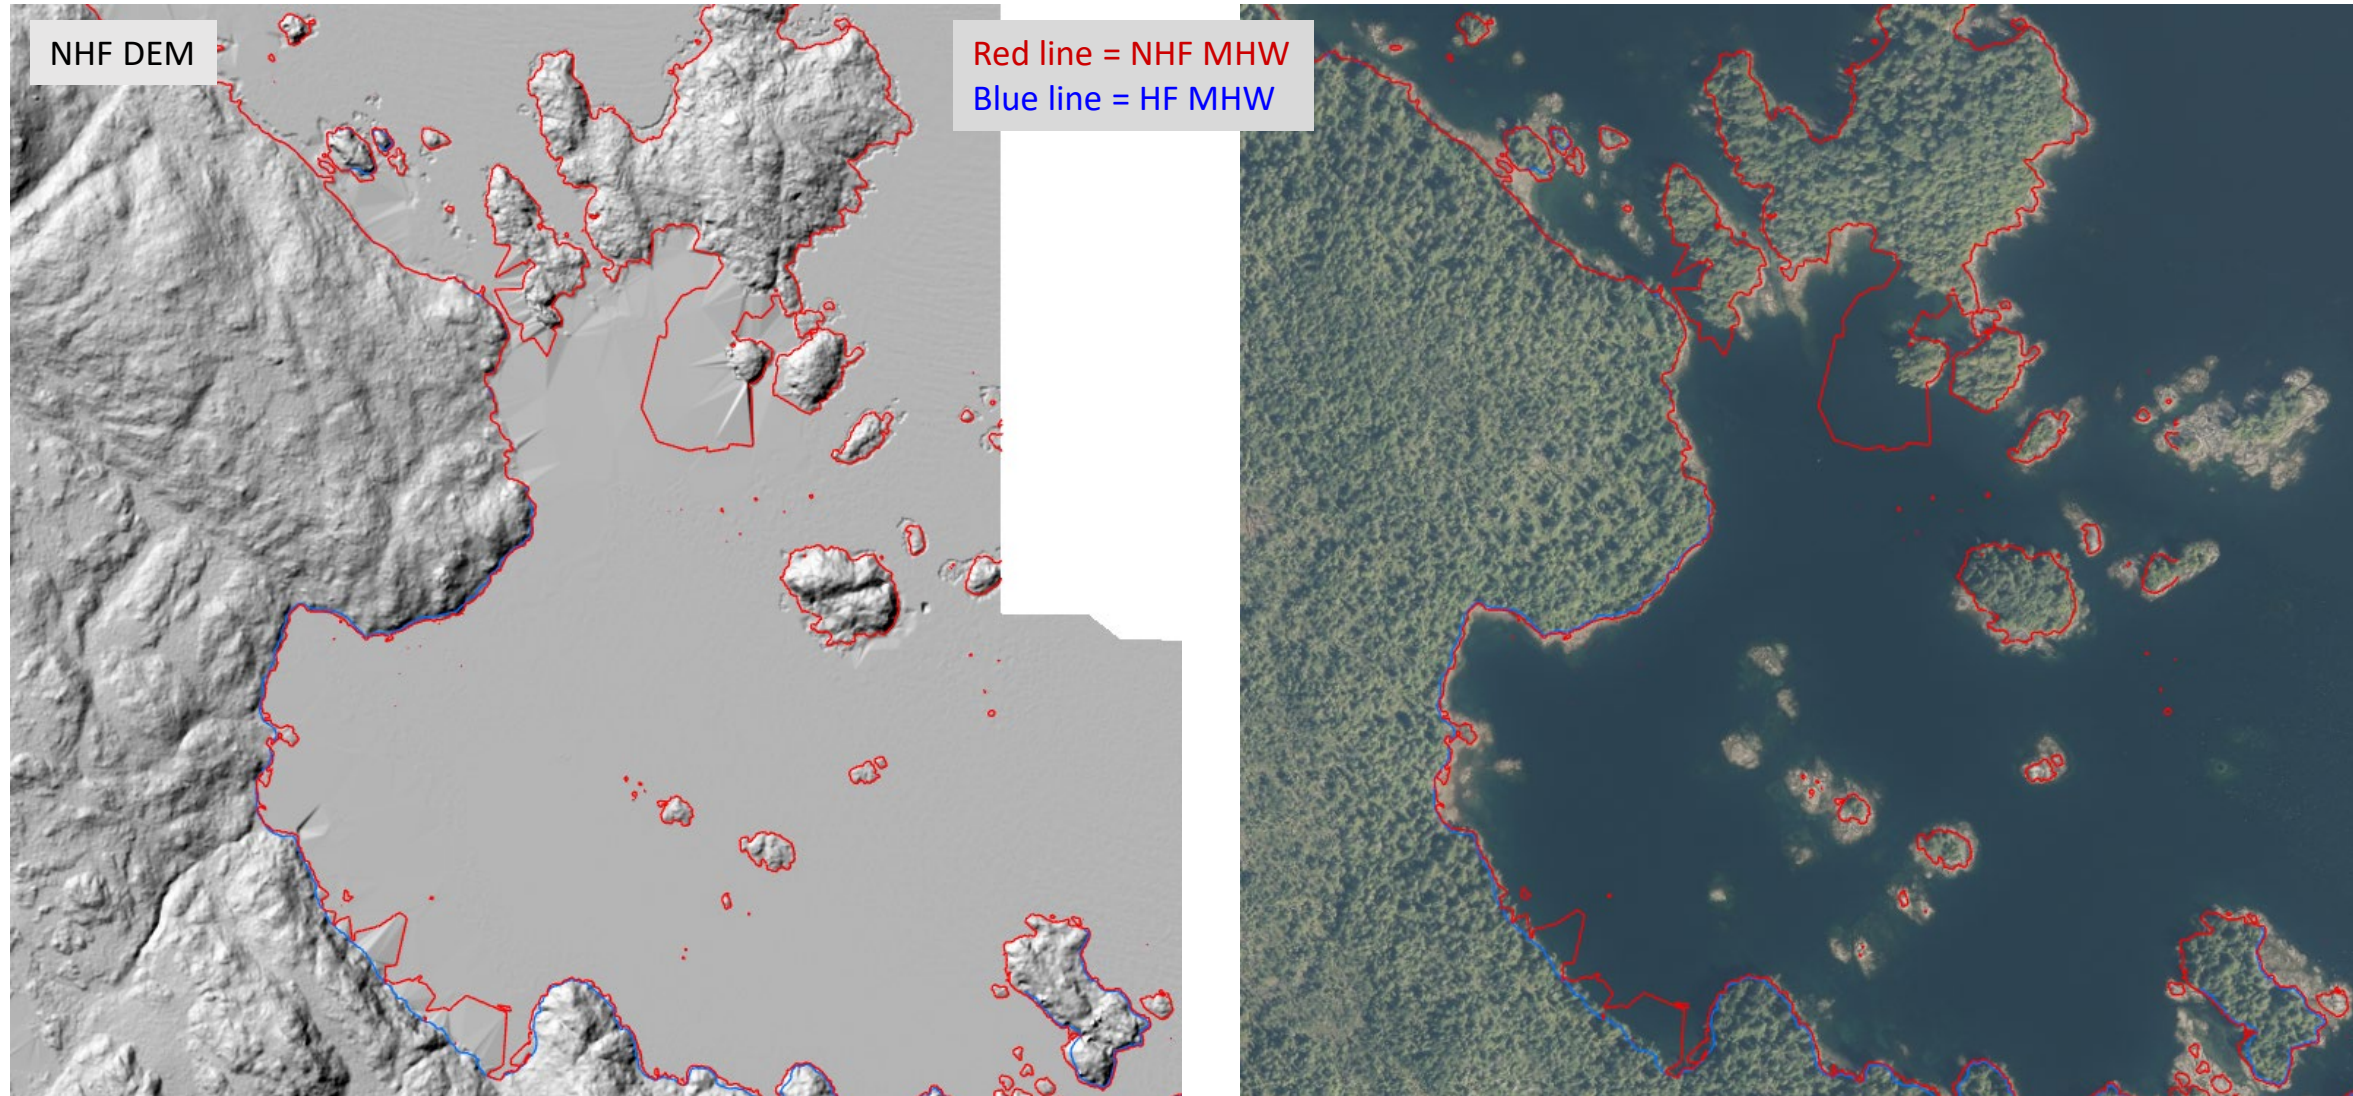 NHF DEM
Red line = NHF MHW
Blue line = HF MHW